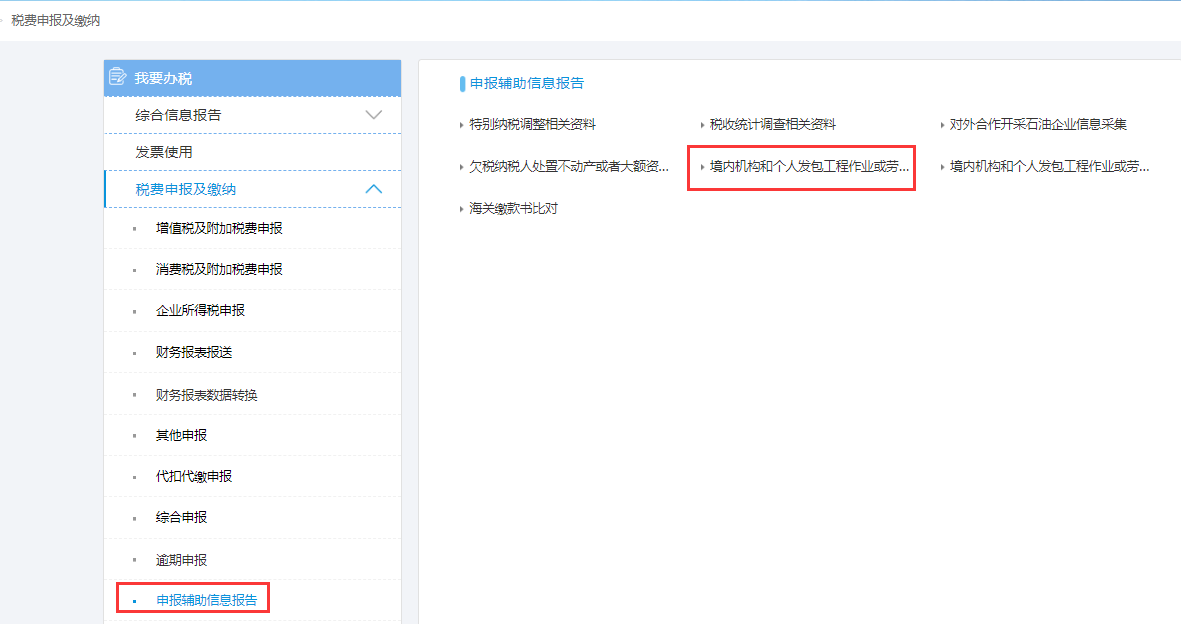 税费申报及缴纳
我要办税
综合信息报告
发票使用
税费申报及缴纳
增值税及附加税费申报
消费税及附加税费申报
企业所得税申报
财务报表报送
财务报表数据转换
其他申报
代扣代缴申报
综合申报
逾期申报
申报辅助信息报告
申报辅助信息报告
特别纳税调整相关资料
税收统计调查相关资料
对外合作开采石油企业信息采集
欠税纳税人处置不动产或者大额资...
境内机构和个人发包工程作业或劳...
境内机构和个人发包工程作业或劳...
海关缴款书比对